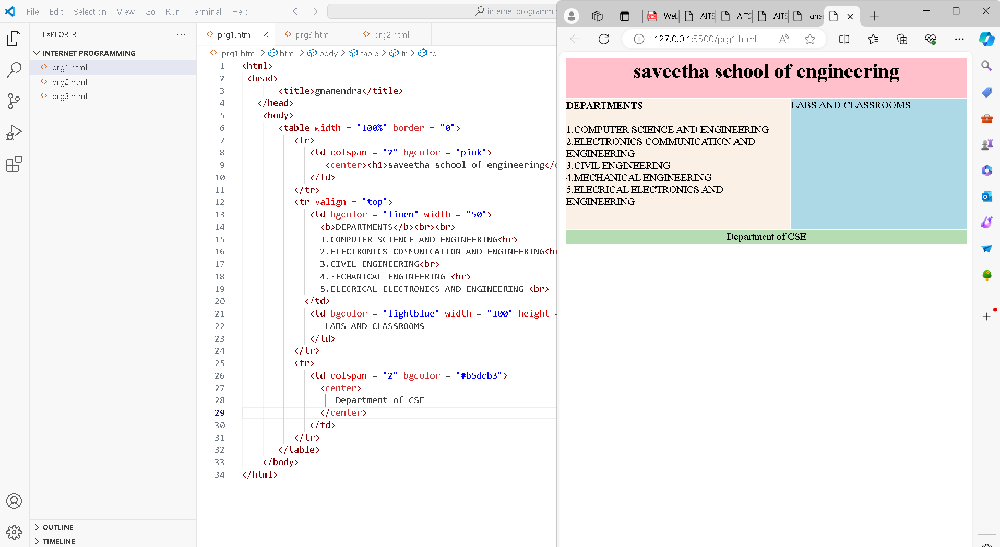 File Edit Selection View Go Run Terminal Help
internet programmi
EXPLORER
INTERNET PROGRAMMING
prg1.html
prg2.html
prg3.html
OUTLINE
TIMELINE
prg1.html prg3.html prg2.html
prg1.html > html > body > table > tr > td
1 <html>
2 <head>
3 <title>gnanendra</title>
4 </head>
5 <body>
6 <table width = "100%" border = "0">
7 <tr>
8 <td colspan = "2" bgcolor = "pink">
9 <center><h1>saveetha school of engineering</
10 </td>
11 </tr>
12 <tr valign = "top">
13 <td bgcolor = "linen" width = "50">
14 <b>DEPARTMENTS</b><br><br>
15 1.COMPUTER SCIENCE AND ENGINEERING<br>
16 2.ELECTRONICS COMMUNICATION AND ENGINEERING<br
17 3.CIVIL ENGINEERING<br>
18 4.MECHANICAL ENGINEERING <br>
19 5.ELECRICAL ELECTRONICS AND ENGINEERING <br>
20 </td>
21 <td bgcolor = "lightblue" width = "100" height =
22 LABS AND CLASSROOMS
23 </td>
24 </tr>
25 <tr>
26 <td colspan = "2" bgcolor = "#b5dcb3">
27 <center>
28 Department of CSE
29 </center>
30 </td>
31 </tr>
32 </table>
33 </body>
34 </html>
PDF Web AITS AITS AITS gna
127.0.0.1:5500/prg1.html
saveetha school of engineering
DEPARTMENTS
1.COMPUTER SCIENCE AND ENGINEERING
2.ELECTRONICS COMMUNICATION AND
ENGINEERING
3.CIVIL ENGINEERING
4.MECHANICAL ENGINEERING
5.ELECRICAL ELECTRONICS AND
ENGINEERING
LABS AND CLASSROOMS
Department of CSE